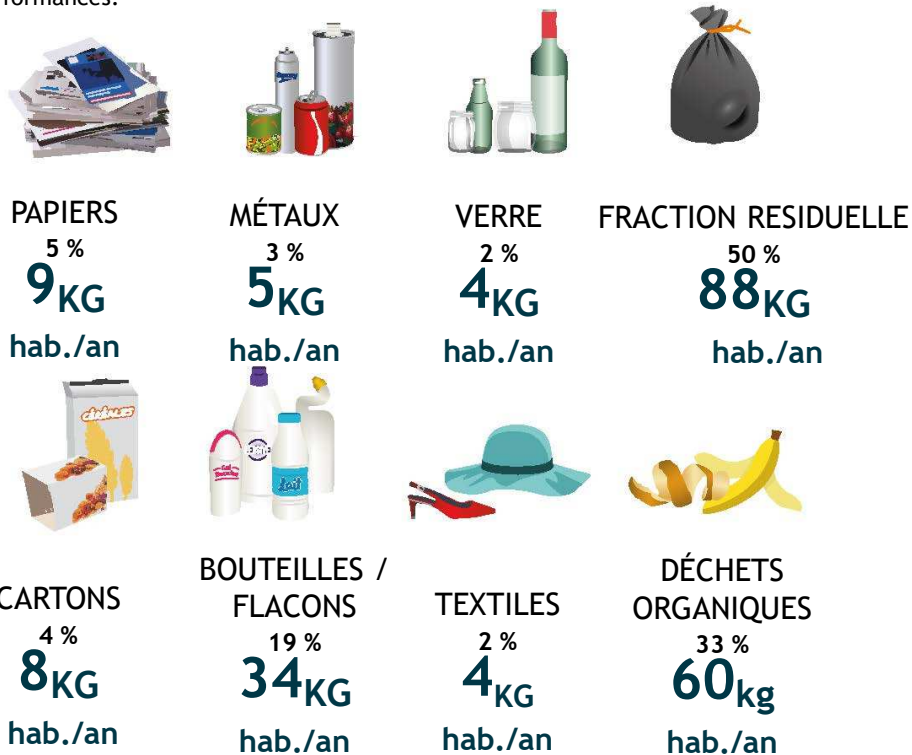 formances.
PAPIERS
5 %
9KG
hab./an
MÉTAUX
3 %
5KG
hab./an
VERRE
2 %
4KG
hab./an
FRACTION RESIDUELLE
50 %
88KG
hab./an
céréales
Lait
CARTONS
4 %
8KG
hab./an
BOUTEILLES /
FLACONS
19 %
34KG
hab./an
TEXTILES
2 %
4KG
hab./an
DÉCHETS
ORGANIQUES
33 %
60kg
hab./an